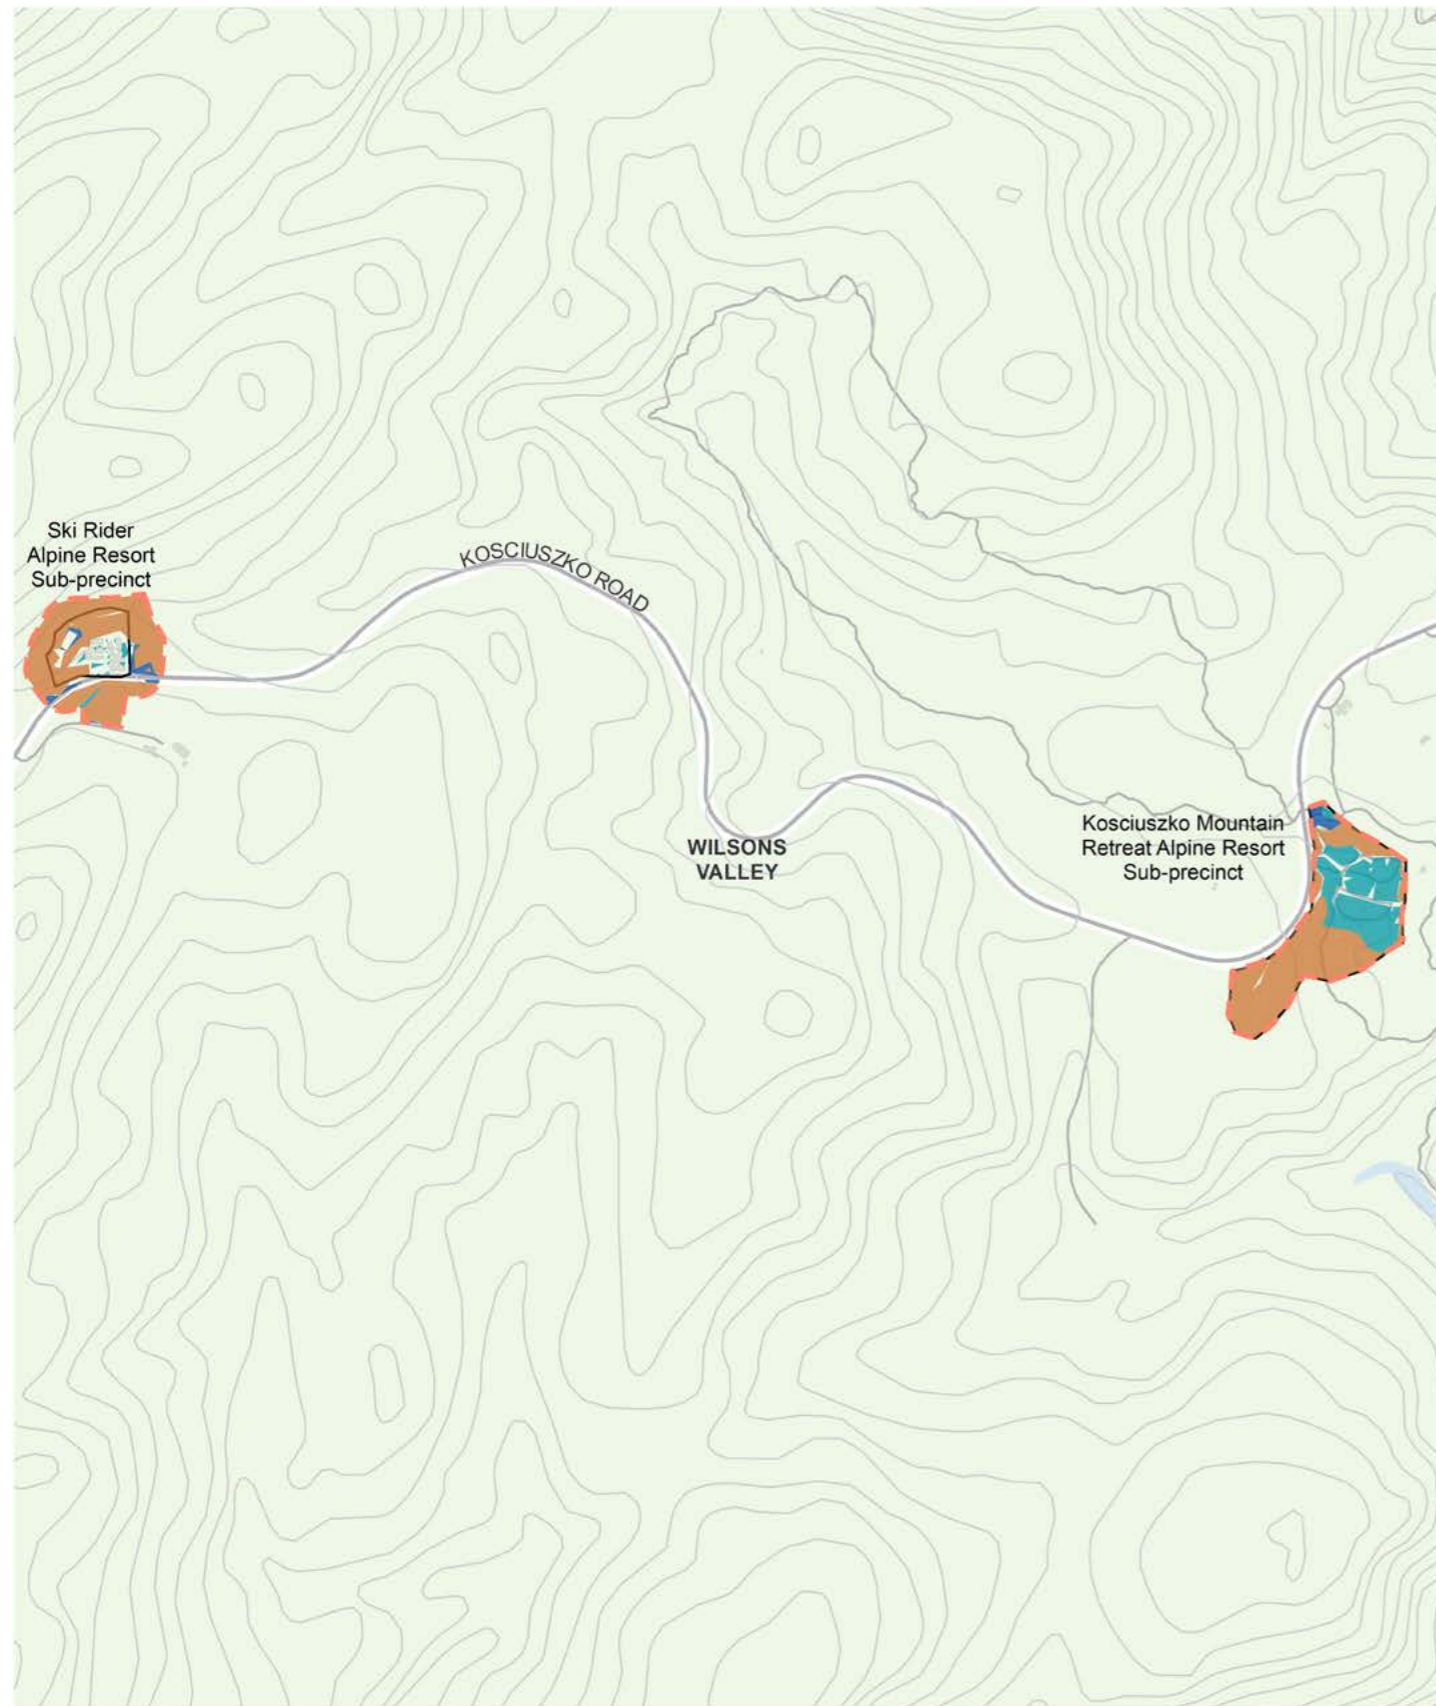 Ski Rider
Alpine Resort
Sub-precinct
KOSCIUSZKO ROAD
WILSONS
VALLEY
Kosciuszko Mountain
Retreat Alpine Resort
Sub-precinct